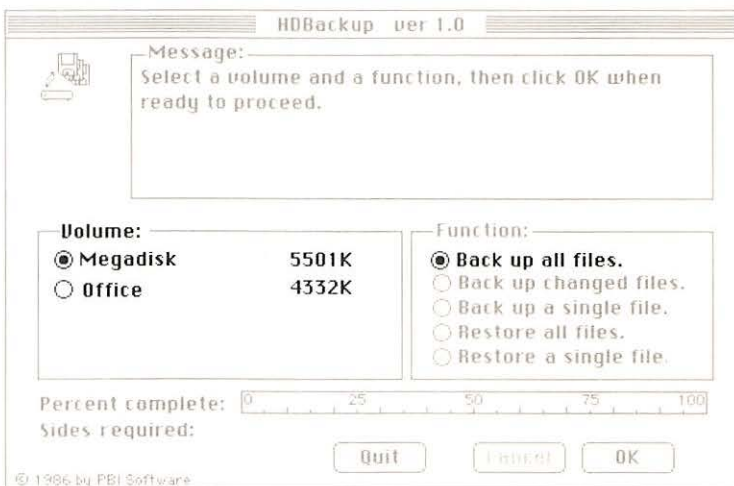 HDBackup ver 1.0
Message:
Select a volume and a function, then click OK when
ready to proceed.
Volume:
Megadisk 5501K
Office 4332K
Function:
Back up all files.
Back up changed files.
Back up a single file.
Restore all files.
Restore a single file.
Percent complete: 0 25 50 75 100
Sides required:
Quit Cancel OK
© 1986 by PBI Software